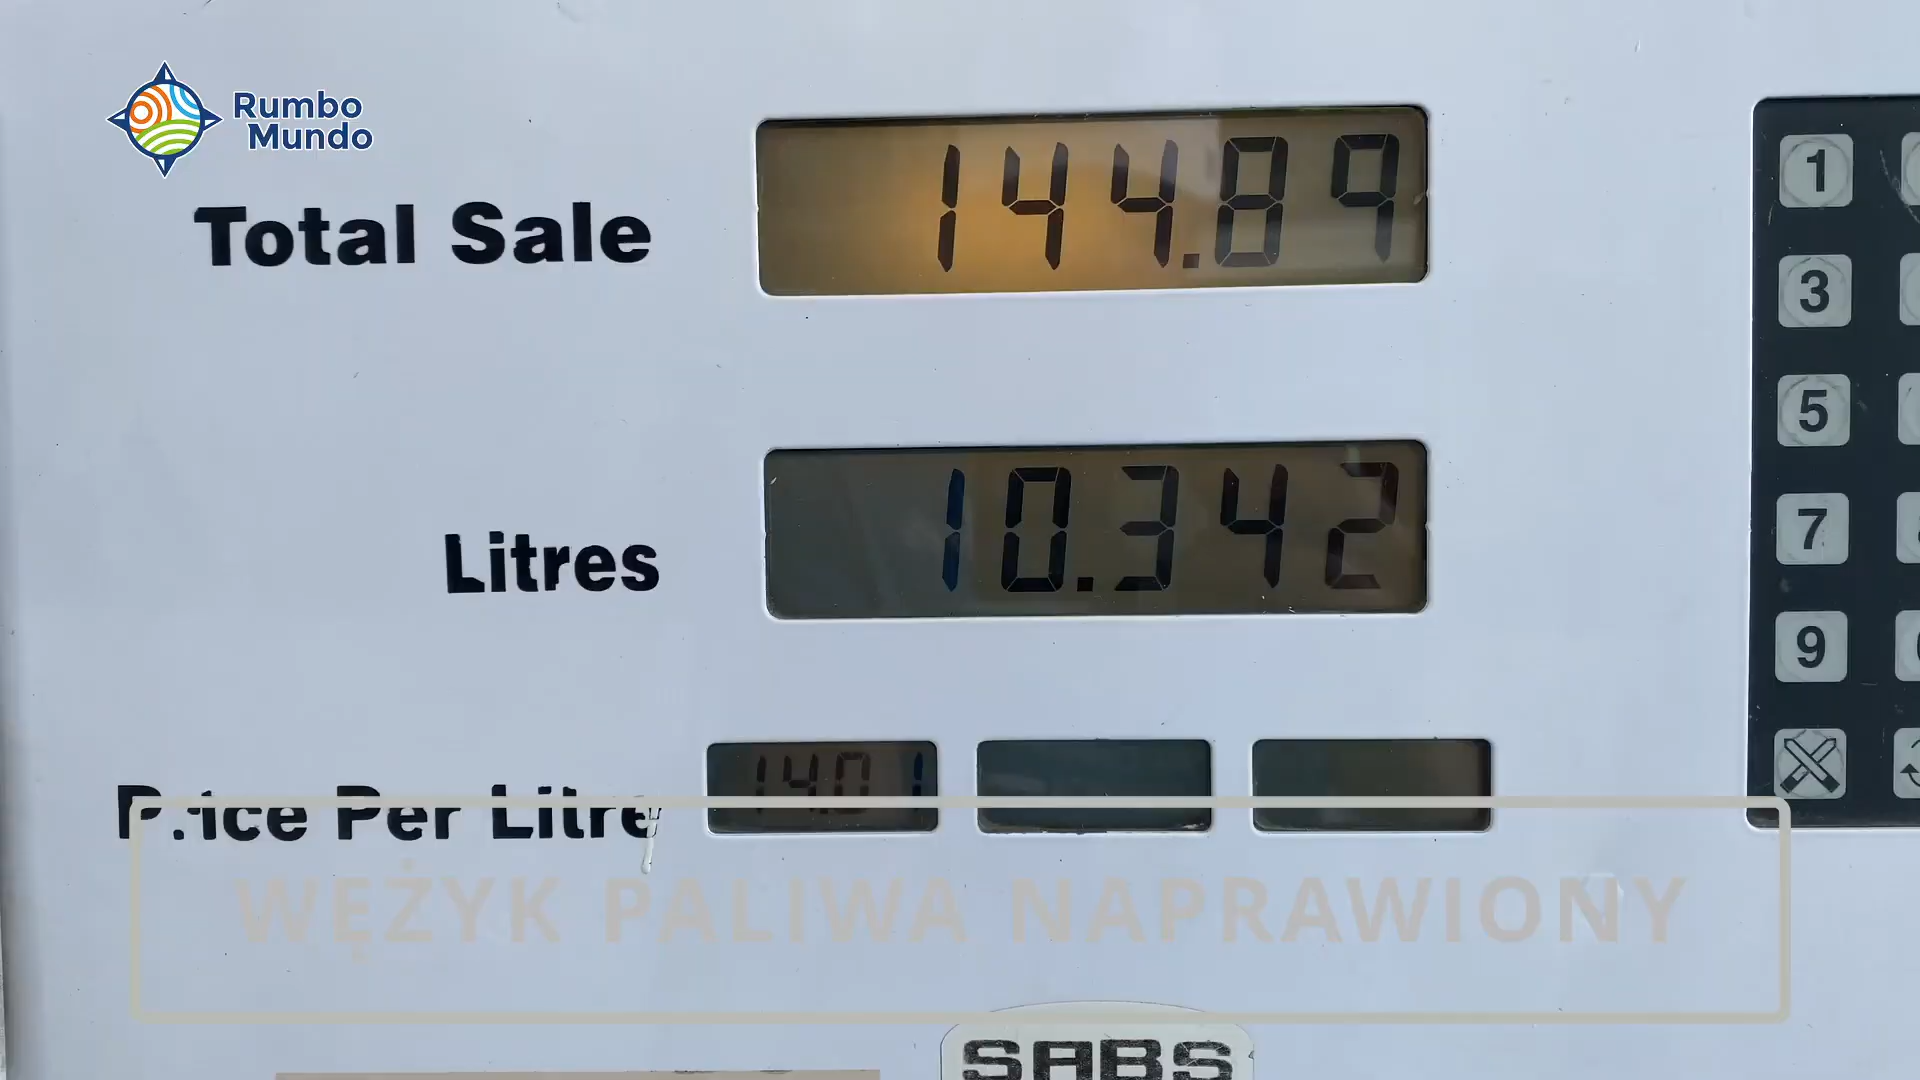 Rumbo
Mundo
Total Sale
144.89
Litres
10.342
Price Per Litre
14.01
1
3
5
7
9
WĘŻYK PALIWA NAPRAWIONY
SABS